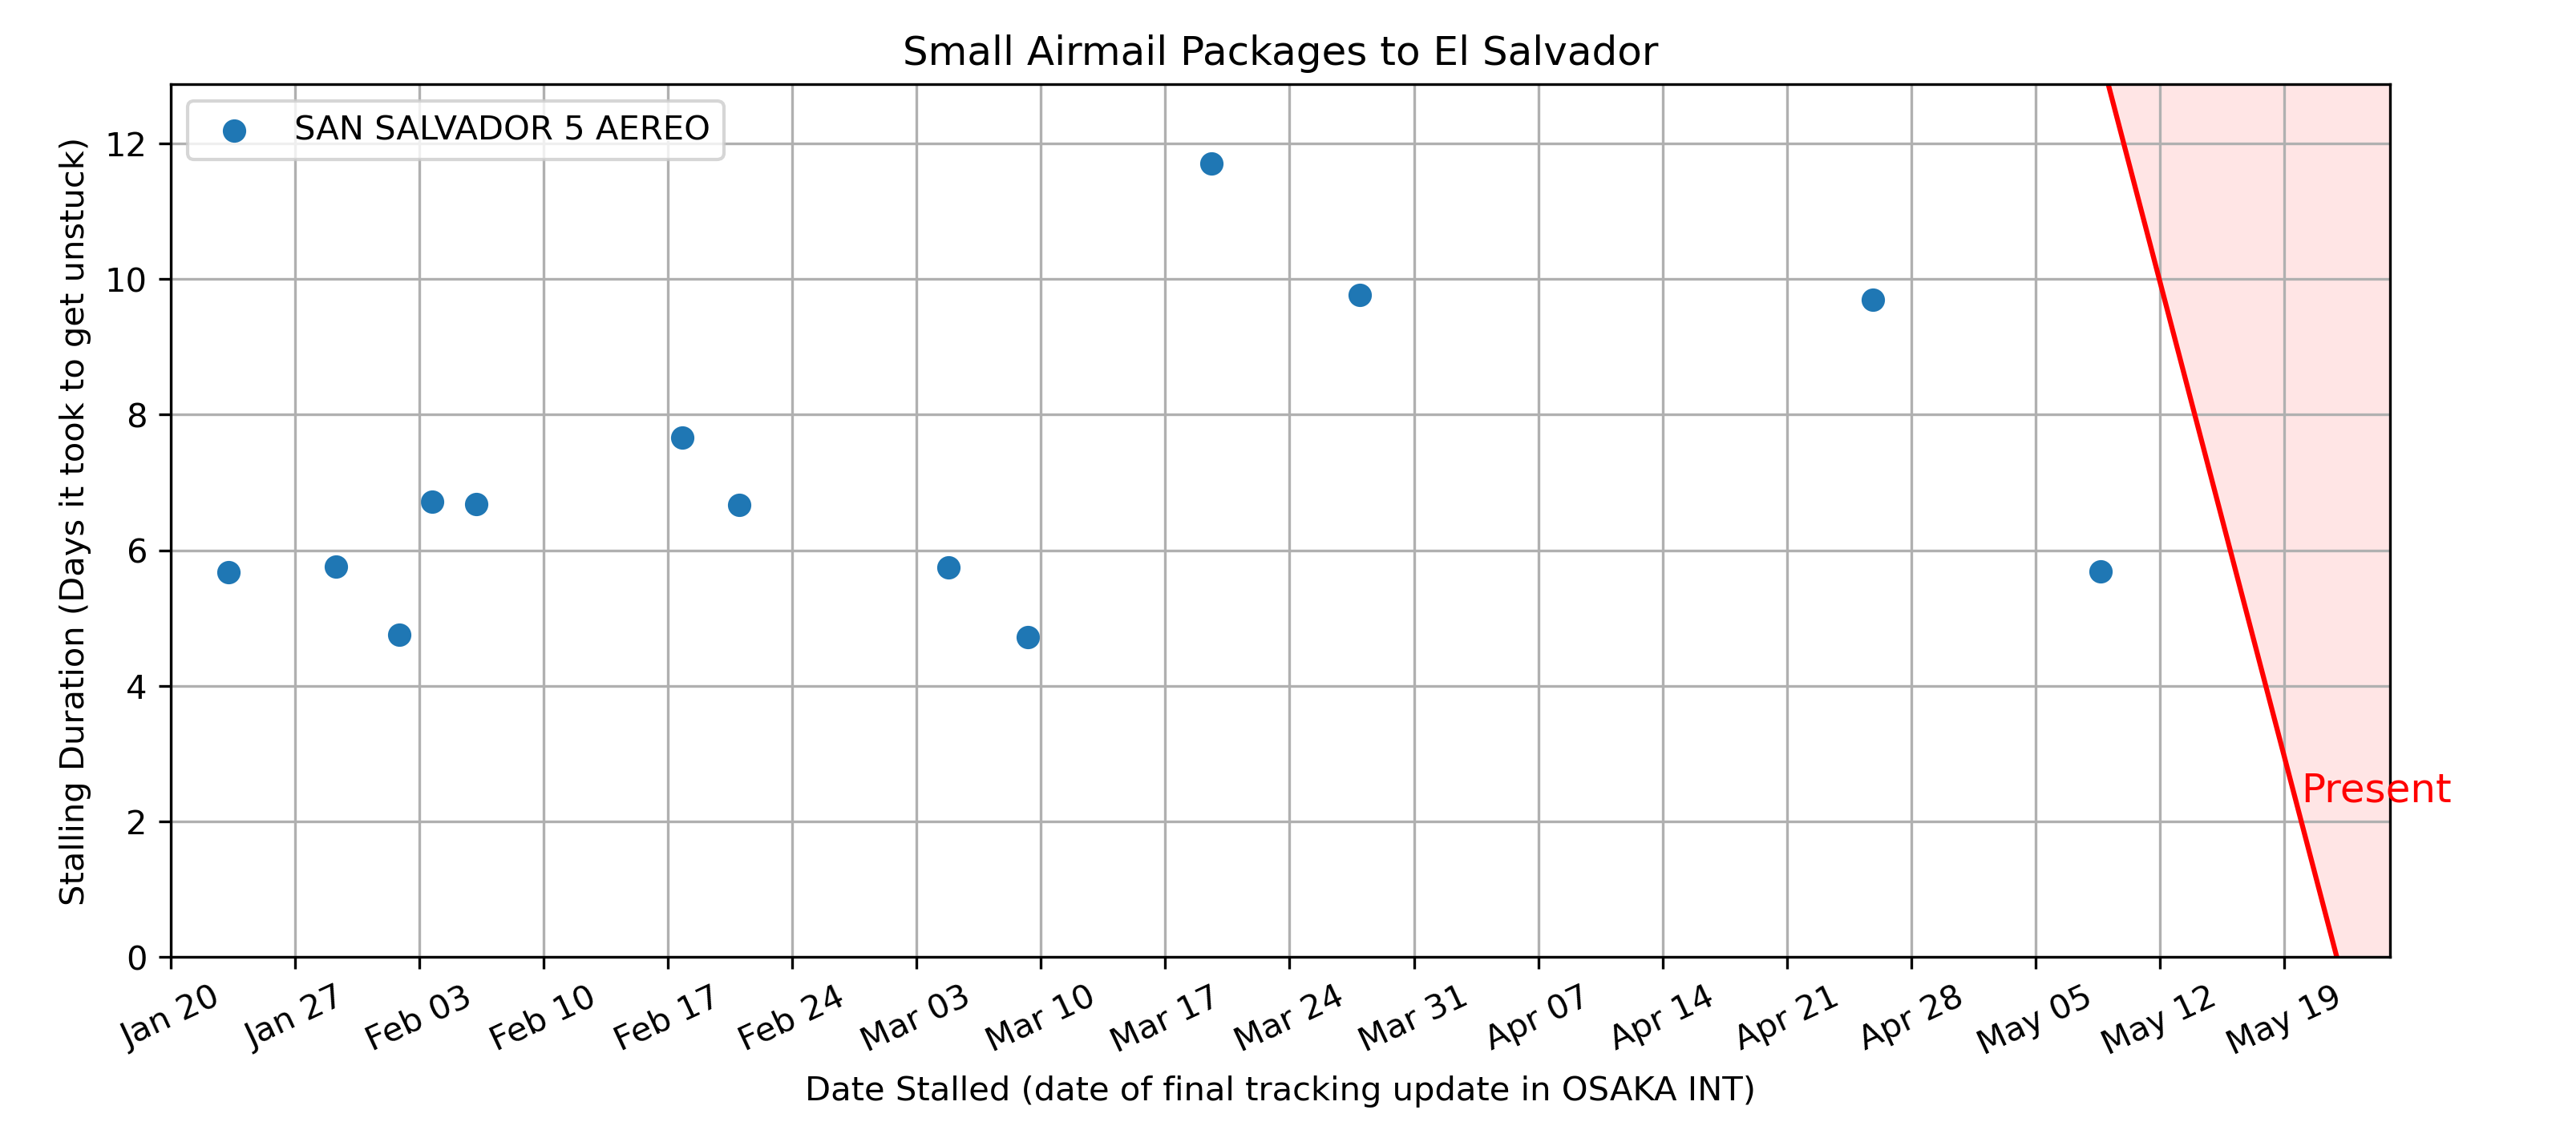 Small Airmail Packages to El Salvador
SAN SALVADOR 5 AEREO
Stalling Duration (Days it took to get unstuck)
12
10
8
6
4
2
0
Present
Jan 20
Jan 27
Feb 03
Feb 10
Feb 17
Feb 24
Mar 03
Mar 10
Mar 17
Mar 24
Mar 31
Apr 07
Apr 14
Apr 21
Apr 28
May 05
May 12
May 19
Date Stalled (date of final tracking update in OSAKA INT)